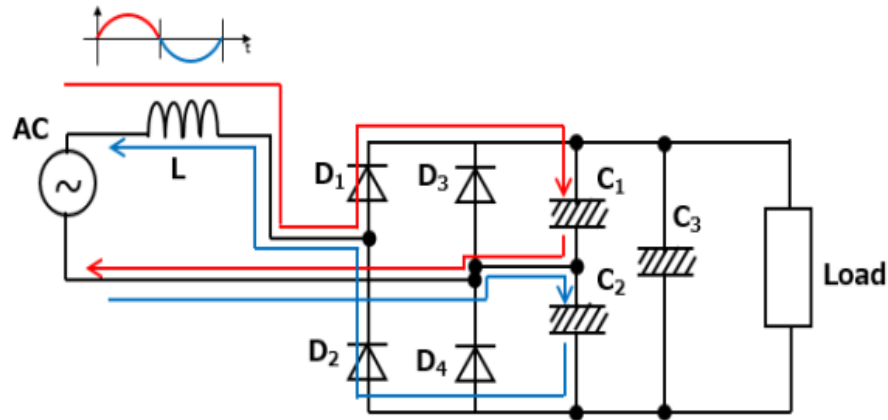 t
AC
L
D₁
D₃
C₁
C₃
C₂
Load
D₂
D₄